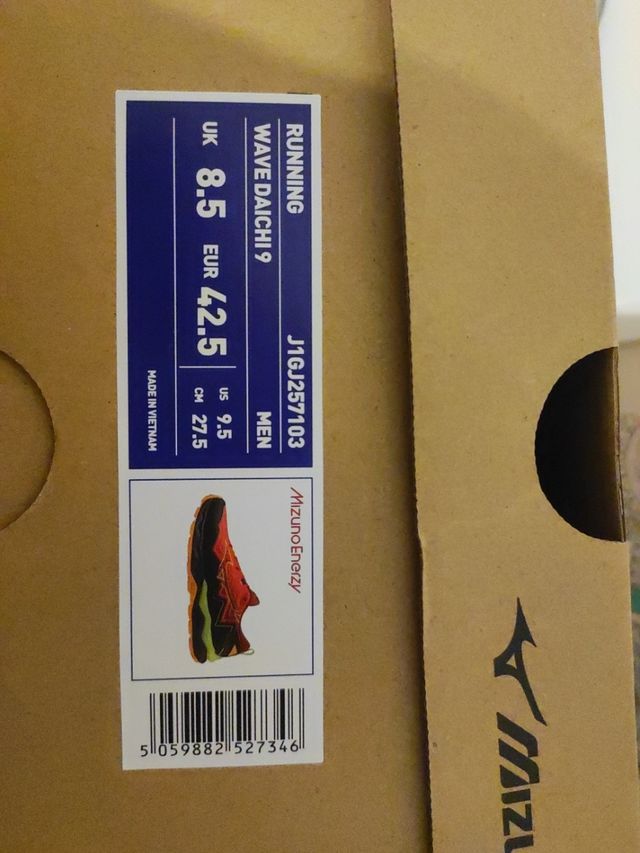 RUNNING J1GJ257103
WAVE DAICHI 9 MEN
UK 8.5 EUR 42.5 US 9.5
CM 27.5
MADE IN VIETNAM
MizunoEnerzy
5 059882 527346
MIZUN